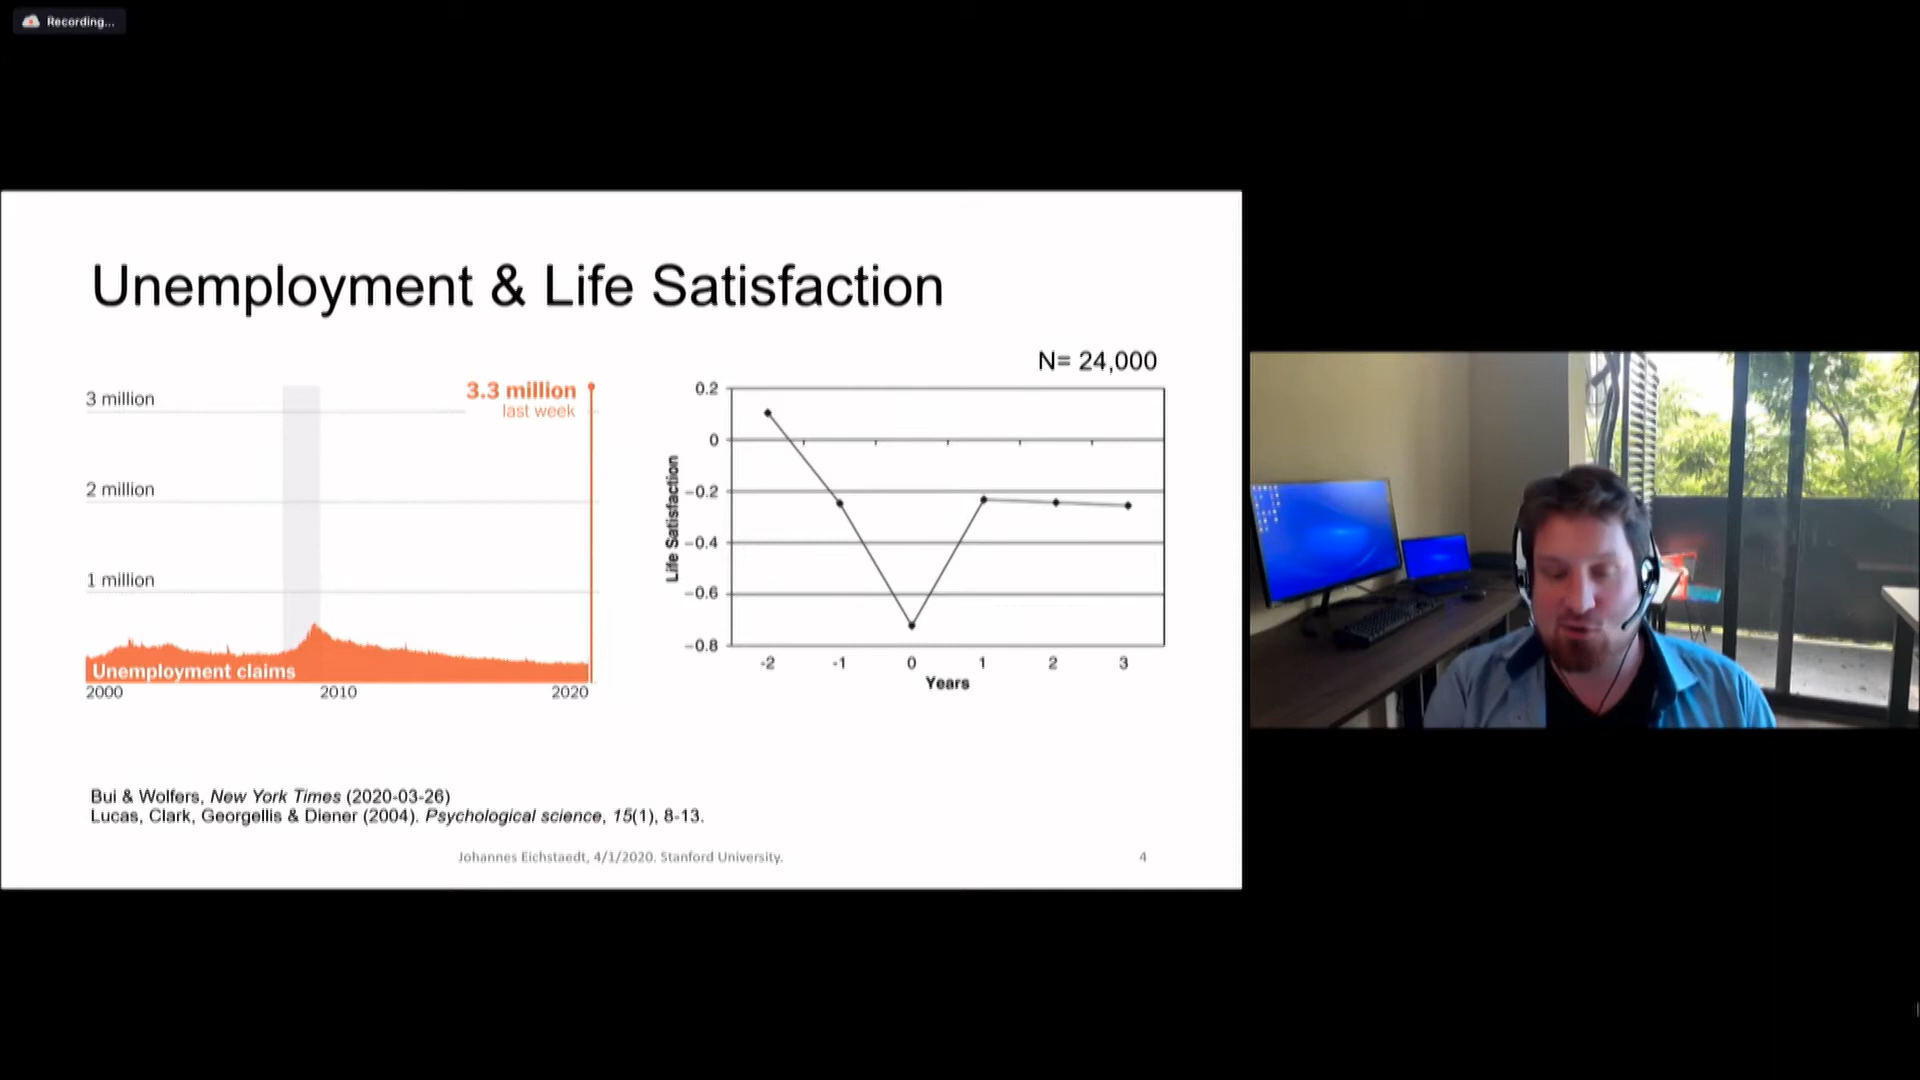 Recording...
Unemployment & Life Satisfaction
3 million
2 million
1 million
3.3 million
last week
Unemployment claims
2000 2010 2020
N= 24,000
Life Satisfaction
0.2
0
−0.2
−0.4
−0.6
−0.8
-2 -1 0 1 2 3
Years
Bui & Wolfers, New York Times (2020-03-26)
Lucas, Clark, Georgellis & Diener (2004). Psychological science, 15(1), 8-13.
Johannes Eichstaedt, 4/1/2020. Stanford University. 4